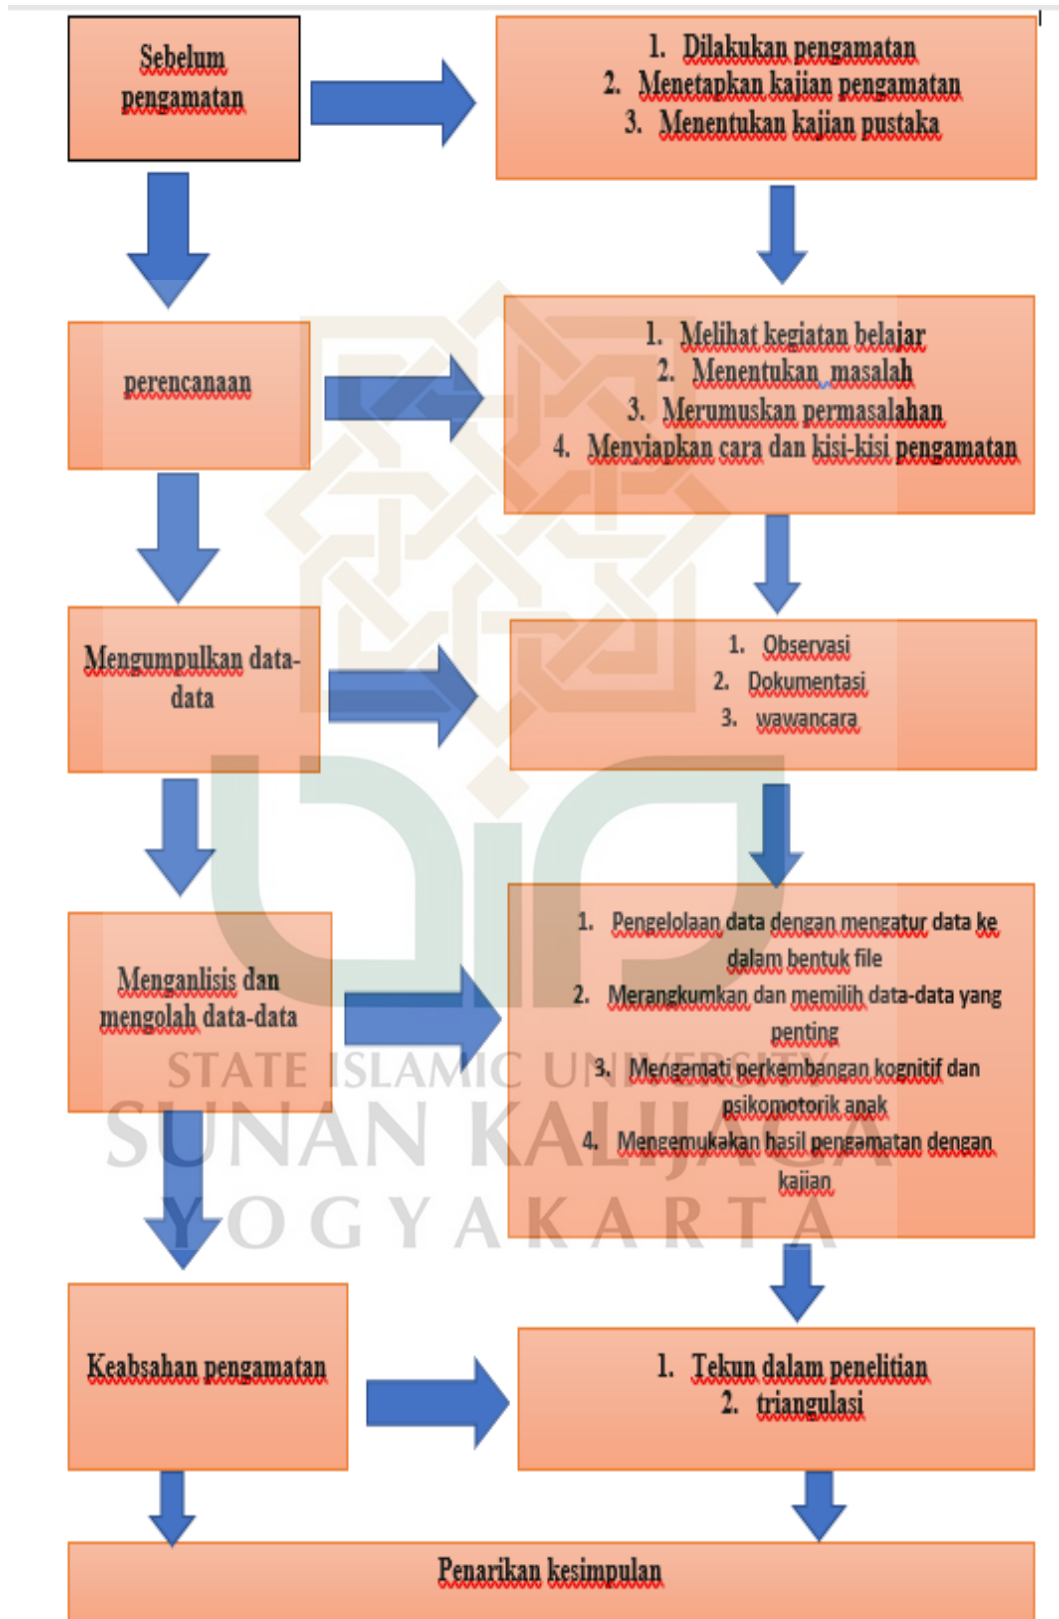 Sebelum
pengamatan
1. Dilakukan pengamatan
2. Menetapkan kajian pengamatan
3. Menentukan kajian pustaka
perencanaan
1. Melihat kegiatan belajar
2. Menentukan masalah
3. Merumuskan permasalahan
4. Menyiapkan cara dan kisi-kisi pengamatan
Mengumpulkan data-
data
1. Observasi
2. Dokumentasi
3. wawancara
Menganlisis dan
mengolah data-data
1. Pengelolaan data dengan mengatur data ke
dalam bentuk file
2. Merangkumkan dan memilih data-data yang
penting
3. Mengamati perkembangan kognitif dan
psikomotorik anak
4. Mengemukakan hasil pengamatan dengan
kajian
STATE ISLAMIC UNIVERSITY
SUNAN KALIJAGA
YOGYAKARTA
Keabsahan pengamatan
1. Tekun dalam penelitian
2. triangulasi
Penarikan kesimpulan